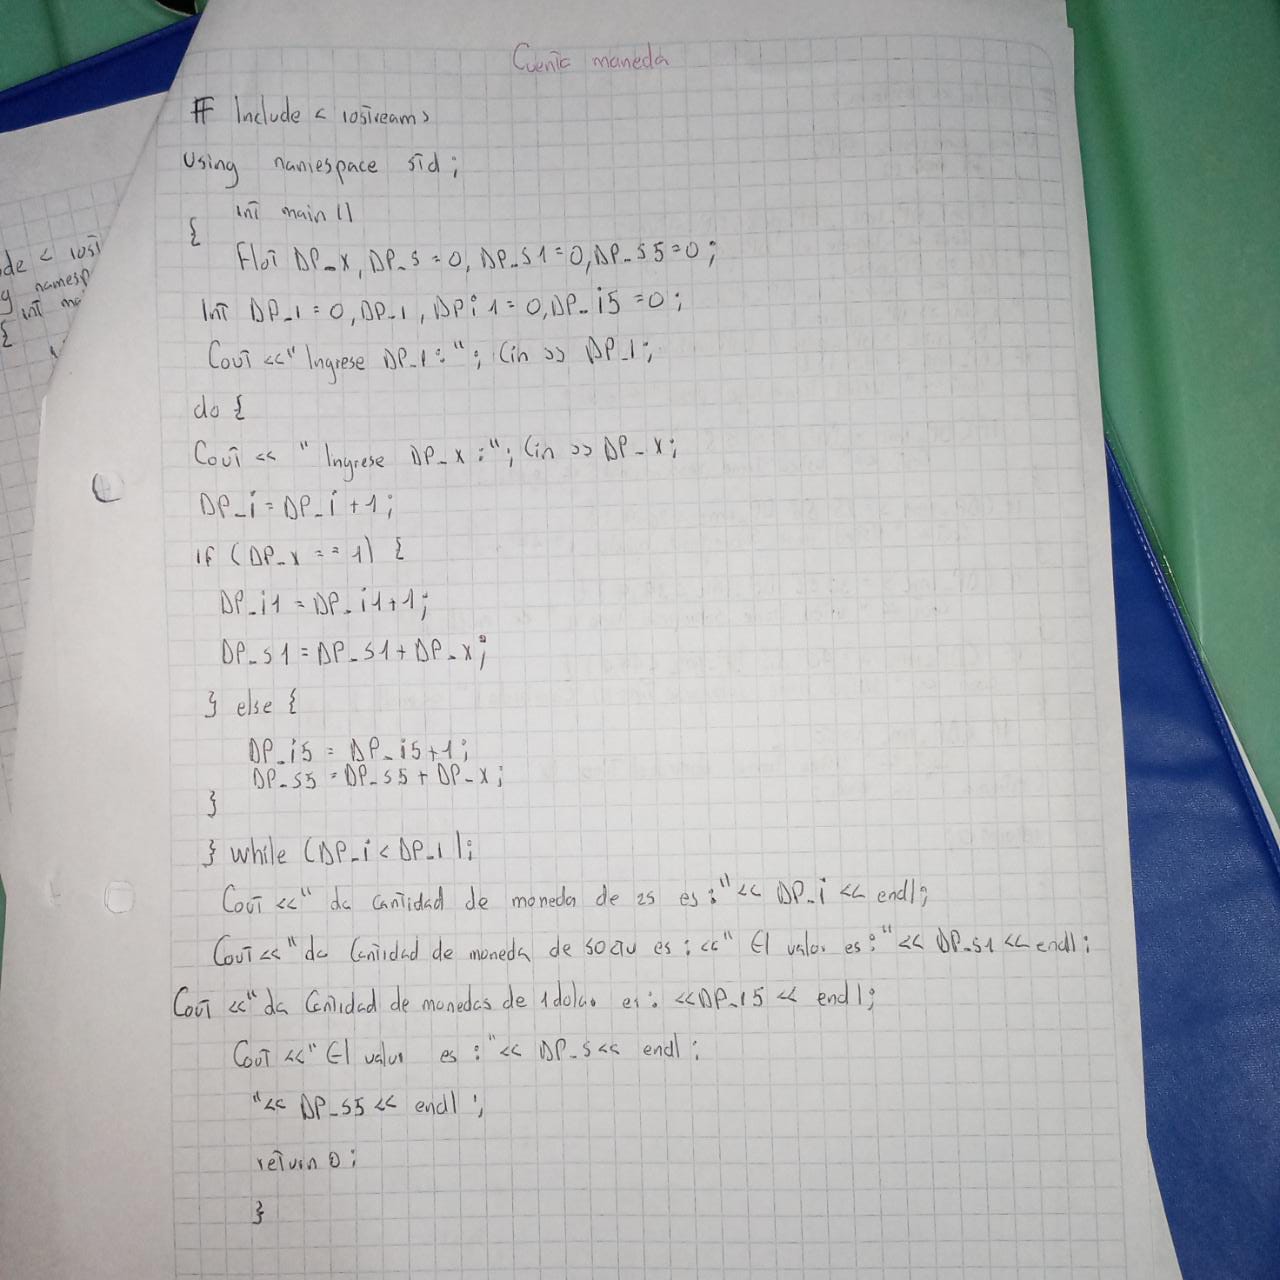 Cuenta maneda
# Include < iostream>
Using namespace std;
int main ()
{
Flot DP_x, DP_s = 0, DP_s1=0, DP_s5=0;
Int DP_1=0, DP_1, DPi1=0, DP_i5=0;
Cout <<" Ingrese DP_1:"; Cin >> DP_1;
do {
Cout << " Ingrese DP_x:"; Cin >> DP_x;
DP_i = DP_i +1;
if (DP_x == 1) {
DP_i1 = DP_i1+1;
DP_s1 = DP_s1 + DP_x;
} else {
DP_i5 = DP_i5+1;
DP_s5 = DP_s5 + DP_x;
}
} while (DP_i < DP_1);
Cout <<" da cantidad de moneda de 25 es:"<< DP_i << endl;
Cout <<" da Cantidad de moneda de 50 es: <<" El valor es:"<< DP_s1 << endl;
Cout <<" da Cantidad de monedas de 1 dolar es: <<DP_i5 << endl;
Cout <<" El valor es:"<< DP_s << endl;
"<< DP_s5 << endl;
return 0;
}
de < iost
g namesp
int ma
{